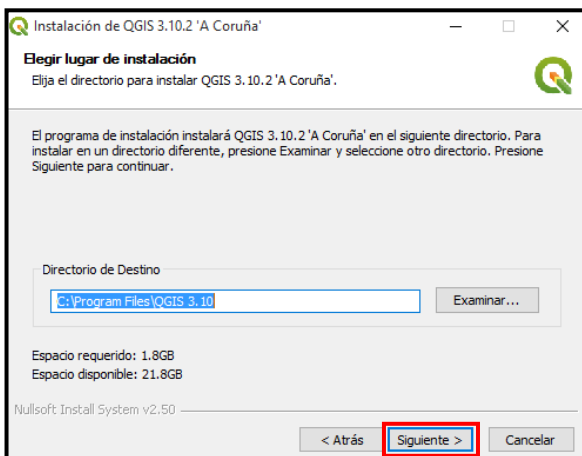 Instalación de QGIS 3.10.2 'A Coruña'
Elegir lugar de instalación
Elija el directorio para instalar QGIS 3.10.2 'A Coruña'.
El programa de instalación instalará QGIS 3.10.2 'A Coruña' en el siguiente directorio. Para
instalar en un directorio diferente, presione Examinar y seleccione otro directorio. Presione
Siguiente para continuar.
Directorio de Destino
C:\Program Files\QGIS 3.10
Examinar...
Espacio requerido: 1.8GB
Espacio disponible: 21.8GB
Nullsoft Install System v2.50
< Atrás
Siguiente >
Cancelar